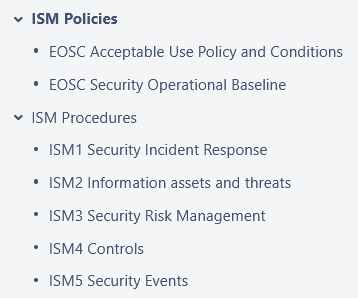 ISM Policies
EOSC Acceptable Use Policy and Conditions
EOSC Security Operational Baseline
ISM Procedures
ISM1 Security Incident Response
ISM2 Information assets and threats
ISM3 Security Risk Management
ISM4 Controls
ISM5 Security Events